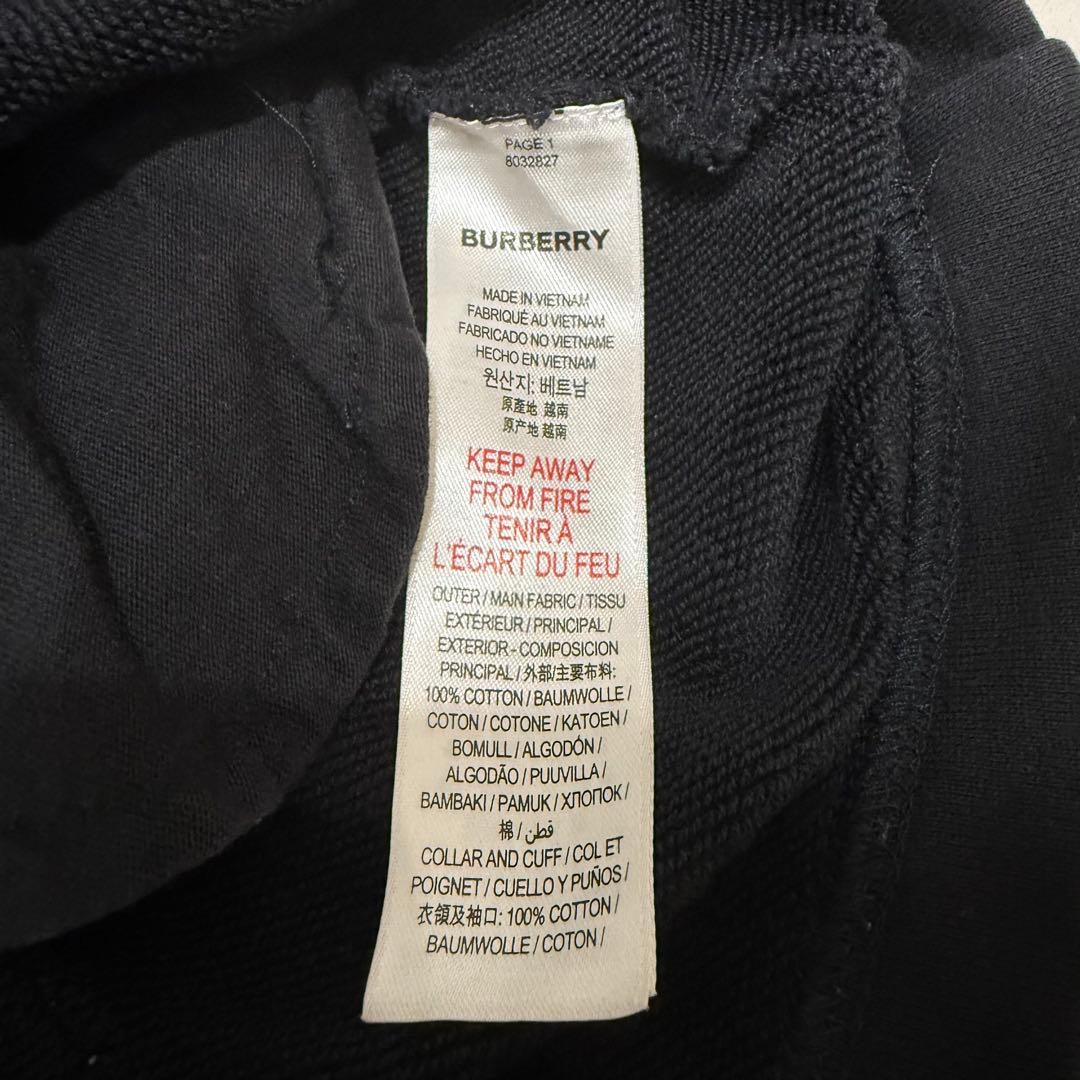 PAGE 1
8032827
BURBERRY
MADE IN VIETNAM
FABRIQUÉ AU VIETNAM
FABRICADO NO VIETNAME
HECHO EN VIETNAM
원산지: 베트남
原產地 越南
原产地 越南
KEEP AWAY
FROM FIRE
TENIR À
L'ÉCART DU FEU
OUTER / MAIN FABRIC / TISSU
EXTÉRIEUR / PRINCIPAL /
EXTERIOR - COMPOSICION
PRINCIPAL / 外部/主要布料:
100% COTTON / BAUMWOLLE /
COTON / COTONE / KATOEN /
BOMULL / ALGODÓN /
ALGODÃO / PUUVILLA /
BAMBAKI / PAMUK / ХЛОПОК /
棉 / قطن /
COLLAR AND CUFF / COL ET
POIGNET / CUELLO Y PUÑOS /
衣領及袖口: 100% COTTON /
BAUMWOLLE / COTON /